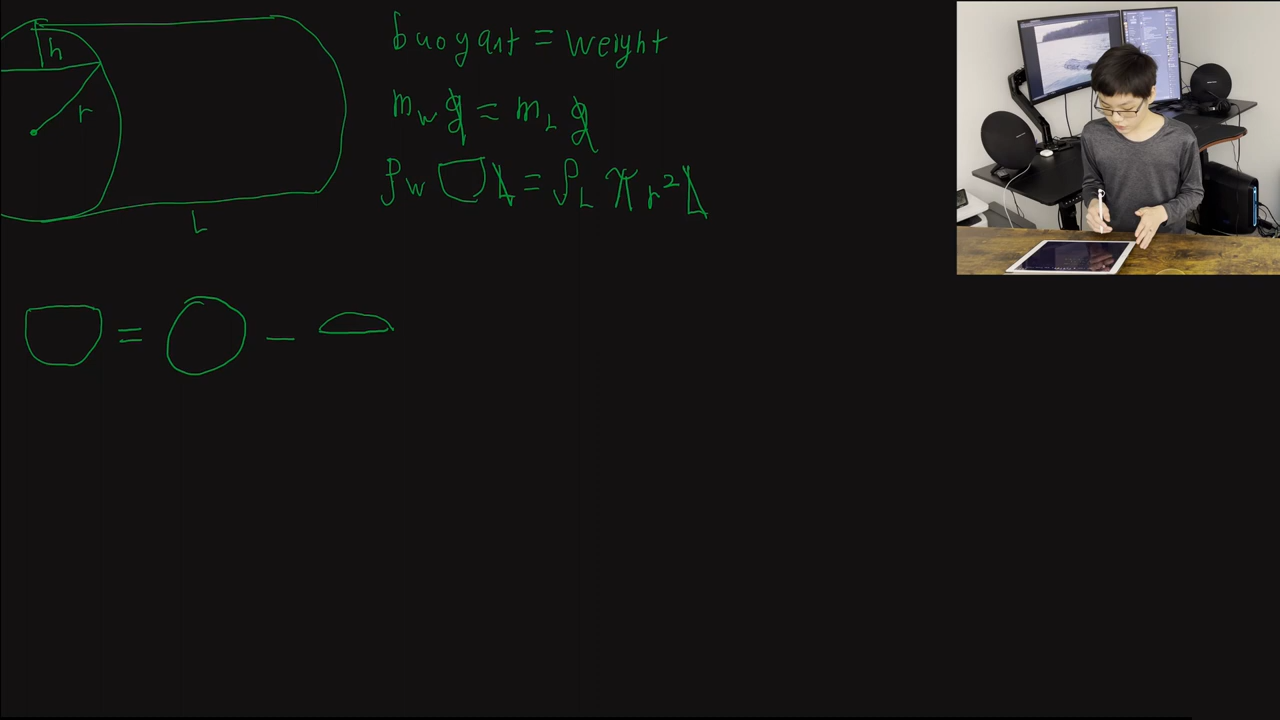 h
r
L
buoyant = weight
m_w g = m_L g
ρ_w L = ρ_L π r² L
= −